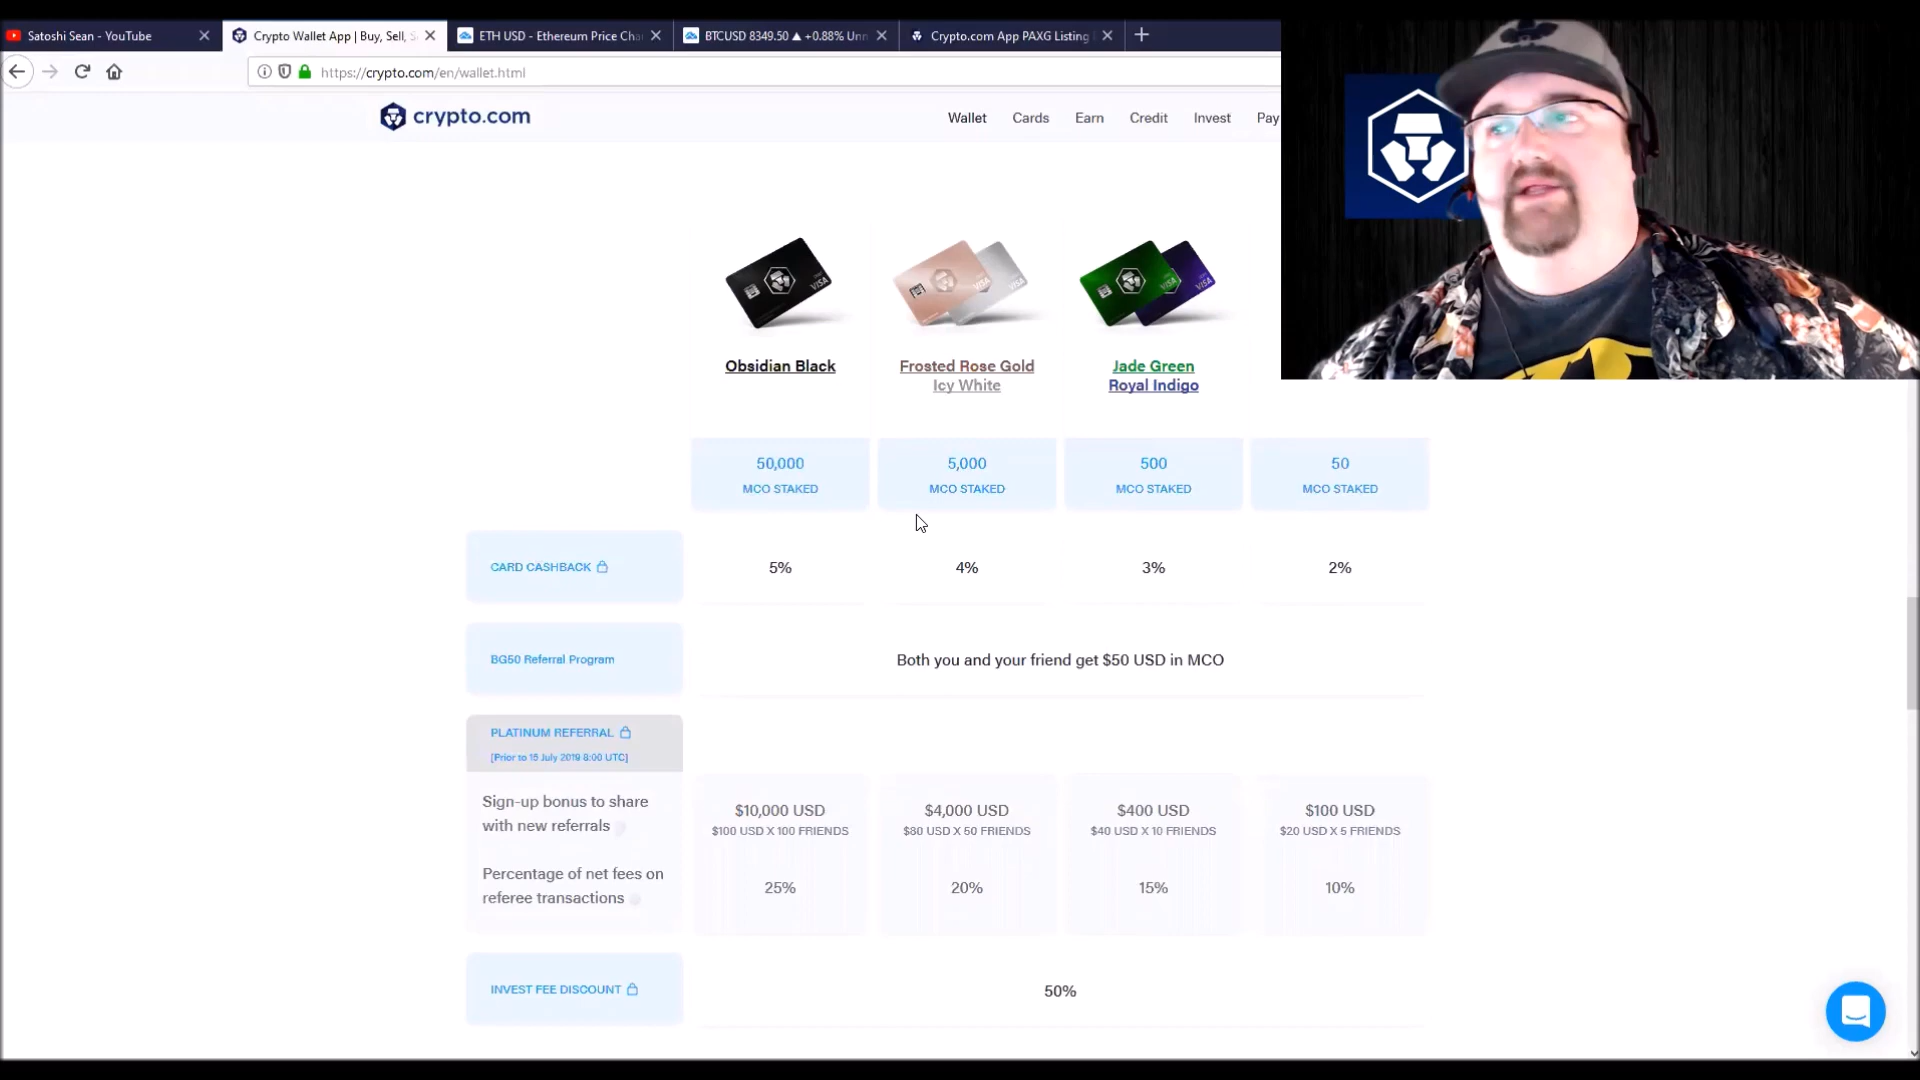 Satoshi Sean - YouTube
Crypto Wallet App | Buy, Sell, S
ETH USD - Ethereum Price Cha
BTCUSD 8349.50 ▲ +0.88% Unn
Crypto.com App PAXG Listing
https://crypto.com/en/wallet.html
crypto.com
Wallet Cards Earn Credit Invest Pay
VISA
VISA
VISA
VISA
Obsidian Black
Frosted Rose Gold
Icy White
Jade Green
Royal Indigo
50,000
MCO STAKED
5,000
MCO STAKED
500
MCO STAKED
50
MCO STAKED
CARD CASHBACK
5% 4% 3% 2%
BG50 Referral Program
Both you and your friend get $50 USD in MCO
PLATINUM REFERRAL
[Prior to 15 July 2019 8:00 UTC]
Sign-up bonus to share
with new referrals
$10,000 USD
$100 USD X 100 FRIENDS
$4,000 USD
$80 USD X 50 FRIENDS
$400 USD
$40 USD X 10 FRIENDS
$100 USD
$20 USD X 5 FRIENDS
Percentage of net fees on
referee transactions
25% 20% 15% 10%
INVEST FEE DISCOUNT
50%